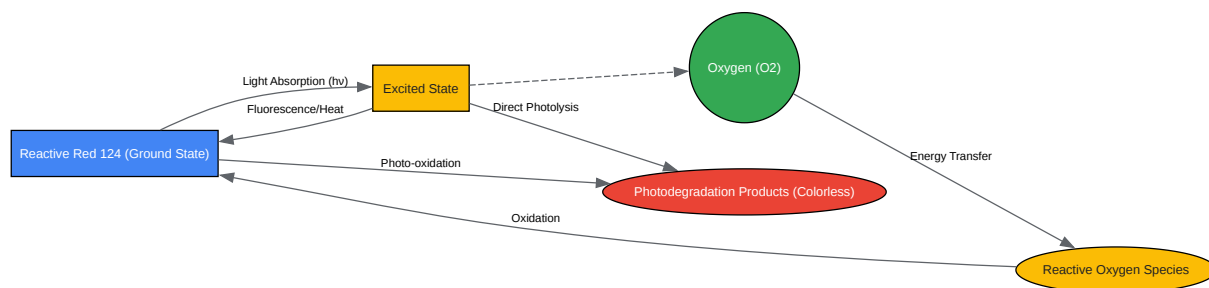 Oxygen (O2)
Light Absorption (hν)
Excited State
Fluorescence/Heat
Direct Photolysis
Reactive Red 124 (Ground State)
Photo-oxidation
Energy Transfer
Photodegradation Products (Colorless)
Oxidation
Reactive Oxygen Species